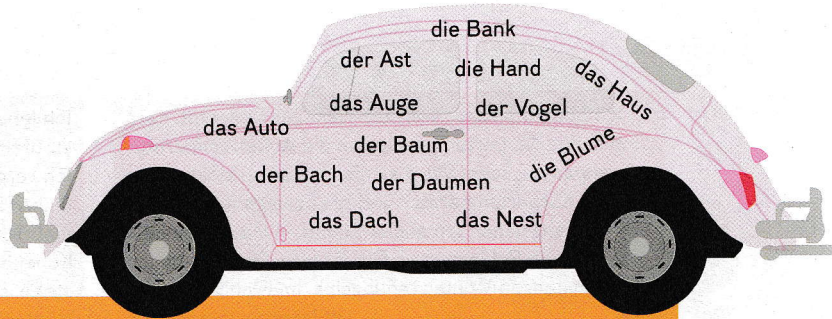 die Bank
der Ast
die Hand
das Haus
das Auge
der Vogel
das Auto
der Baum
die Blume
der Bach
der Daumen
das Dach
das Nest